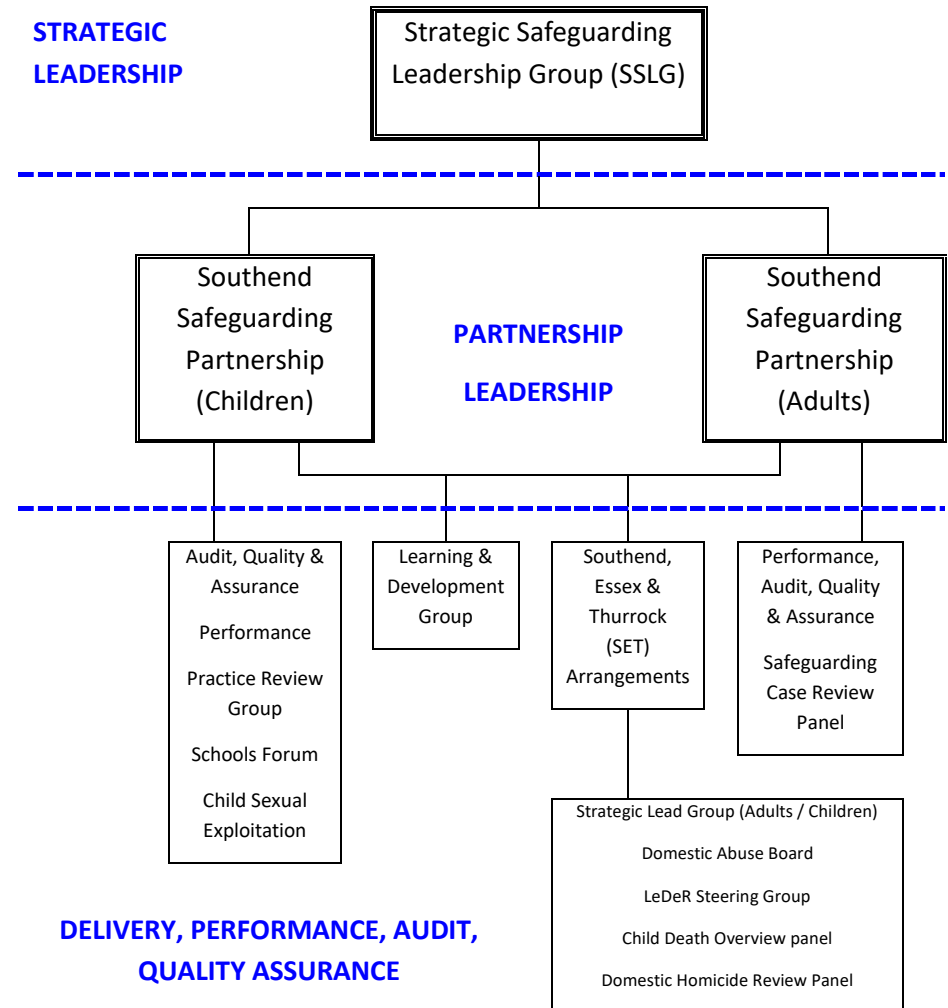 STRATEGIC
LEADERSHIP
Strategic Safeguarding
Leadership Group (SSLG)
Southend
Safeguarding
Partnership
(Children)
PARTNERSHIP
LEADERSHIP
Southend
Safeguarding
Partnership
(Adults)
Audit, Quality &
Assurance
Performance
Practice Review
Group
Schools Forum
Child Sexual
Exploitation
Learning &
Development
Group
Southend,
Essex &
Thurrock
(SET)
Arrangements
Performance,
Audit, Quality
& Assurance
Safeguarding
Case Review
Panel
Strategic Lead Group (Adults / Children)
Domestic Abuse Board
LeDeR Steering Group
Child Death Overview panel
Domestic Homicide Review Panel
DELIVERY, PERFORMANCE, AUDIT,
QUALITY ASSURANCE